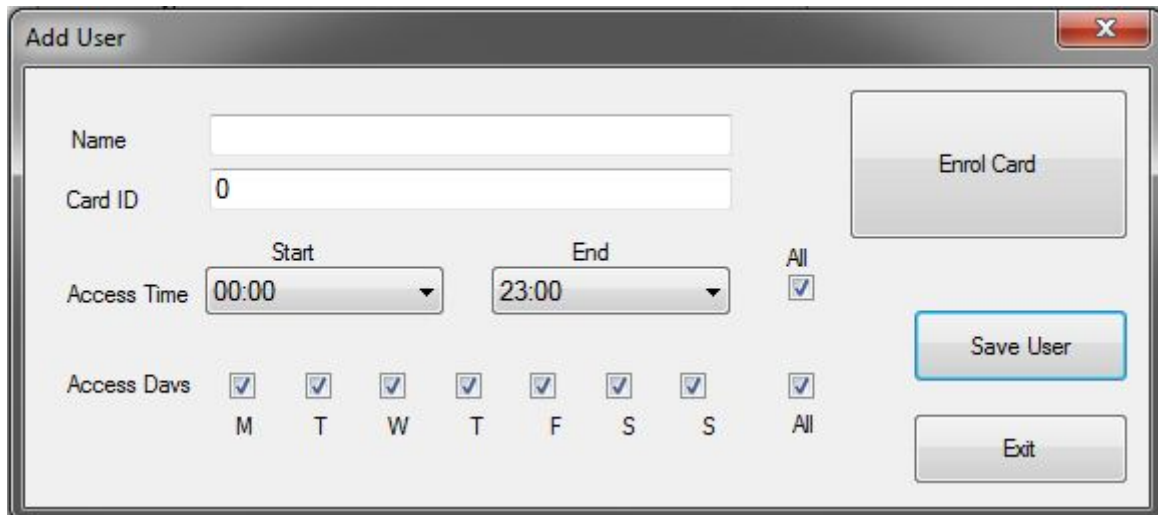 Add User
Name
Enrol Card
Card ID 0
Start End All
Access Time 00:00 23:00
Save User
Access Davs
M T W T F S S All
Exit